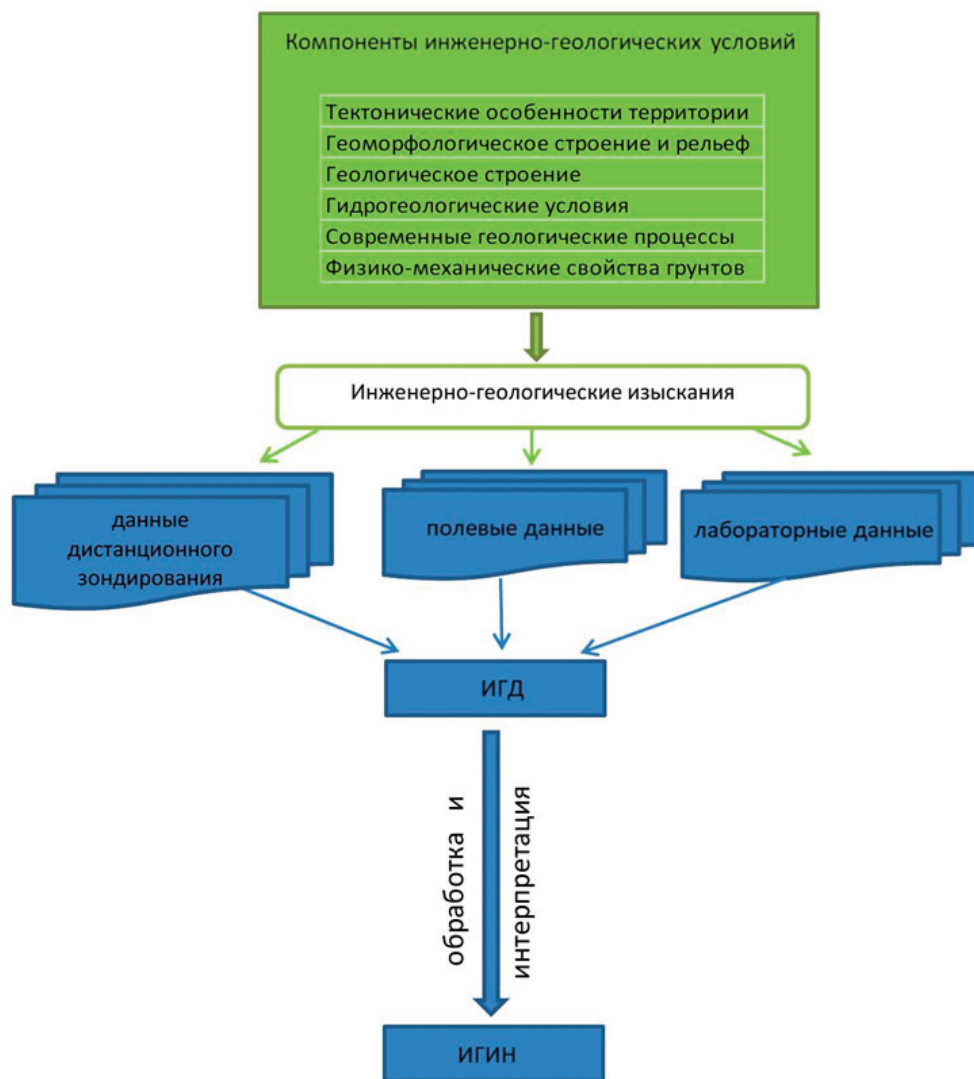 Компоненты инженерно-геологических условий
Тектонические особенности территории
Геоморфологическое строение и рельеф
Геологическое строение
Гидрогеологические условия
Современные геологические процессы
Физико-механические свойства грунтов
Инженерно-геологические изыскания
данные
дистанционного
зондирования
полевые данные
лабораторные данные
ИГД
обработка и
интерпретация
ИГИН